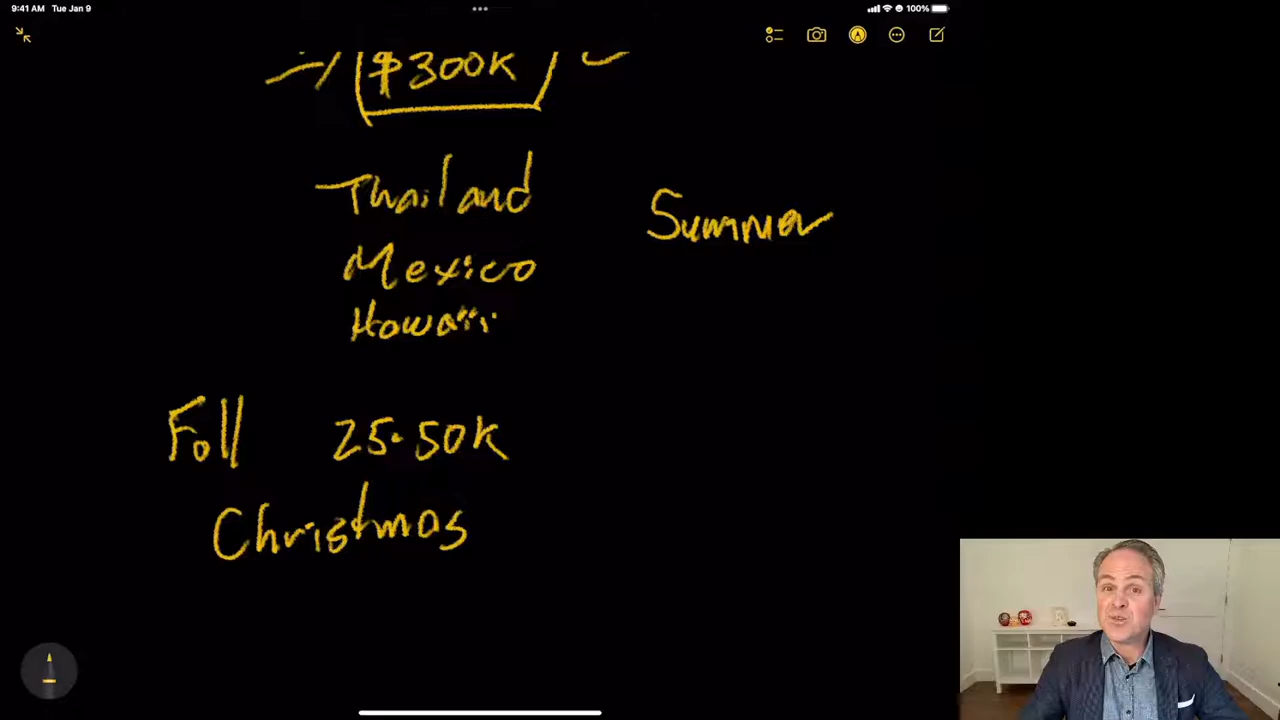 9:41 AM Tue Jan 9
100%
$300K
Thailand
Summer
Mexico
Hawaii
Fall 25-50K
Christmas